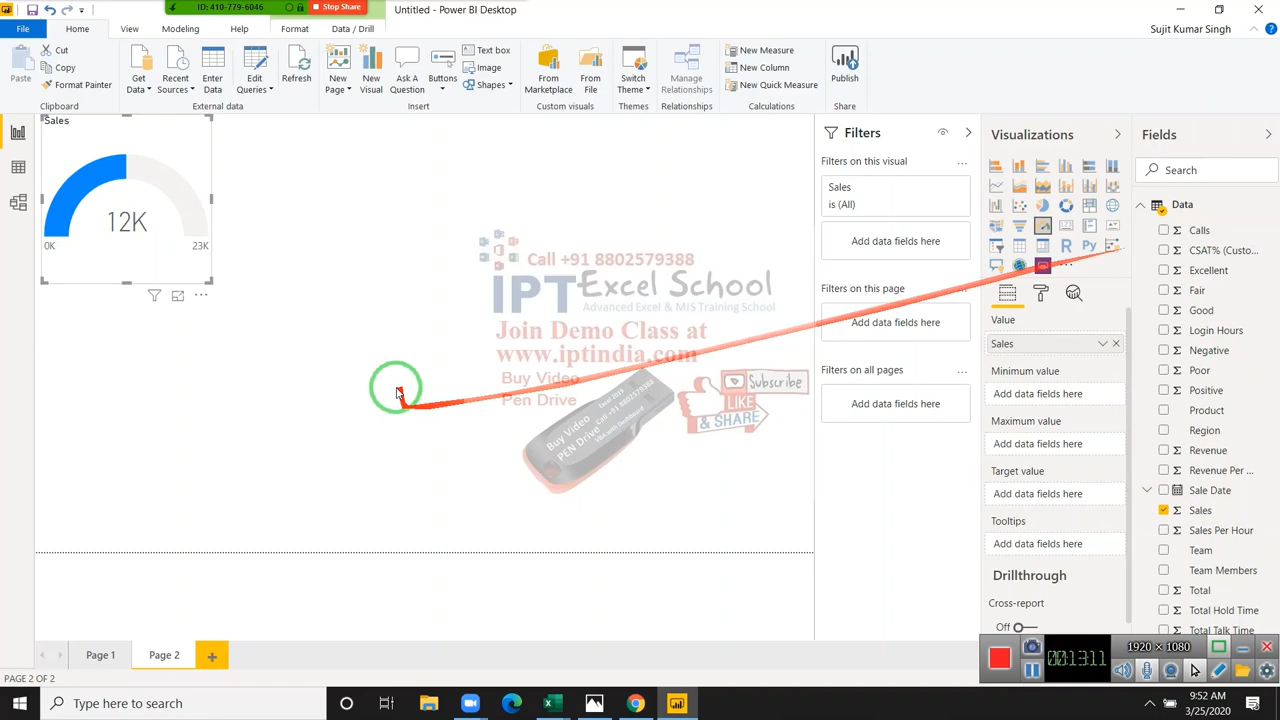 ID: 410-779-6046
Stop Share
Untitled - Power BI Desktop
File
Home
View
Modeling
Help
Format
Data / Drill
Sujit Kumar Singh
Paste
Cut
Copy
Format Painter
Get Data
Recent Sources
Enter Data
Edit Queries
Refresh
New Page
New Visual
Ask A Question
Buttons
Text box
Image
Shapes
From Marketplace
From File
Switch Theme
Manage Relationships
New Measure
New Column
New Quick Measure
Publish
Clipboard
External data
Insert
Custom visuals
Themes
Relationships
Calculations
Share
Sales
12K
0K
23K
Call +91 8802579388
IPT Excel School
Advanced Excel & MIS Training School
Join Demo Class at
www.iptindia.com
Buy Video
Pen Drive
Buy Video
PEN Drive
Call +91 8802579388
Subscribe
LIKE
& SHARE
Filters
Filters on this visual
...
Sales
is (All)
Add data fields here
Filters on this page
...
Add data fields here
Filters on all pages
...
Add data fields here
Visualizations
R
Py
...
Value
Sales
Minimum value
Add data fields here
Maximum value
Add data fields here
Target value
Add data fields here
Tooltips
Add data fields here
Drillthrough
Cross-report
Off
Fields
Search
Data
Calls
CSAT% (Custo...
Excellent
Fair
Good
Login Hours
Negative
Poor
Positive
Product
Region
Revenue
Revenue Per ...
Sale Date
Sales
Sales Per Hour
Team
Team Members
Total
Total Hold Time
Total Talk Time
Page 1
Page 2
PAGE 2 OF 2
1920 × 1080
00:13:11
Type here to search
9:52 AM
3/25/2020